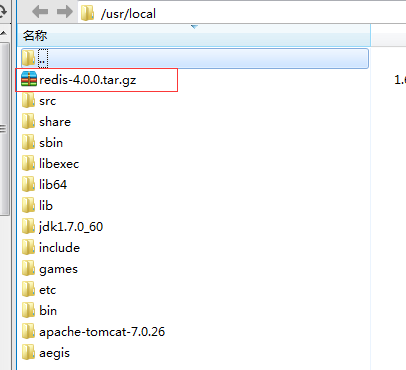 /usr/local
名称
..
redis-4.0.0.tar.gz
1.
src
share
sbin
libexec
lib64
lib
jdk1.7.0_60
include
games
etc
bin
apache-tomcat-7.0.26
aegis